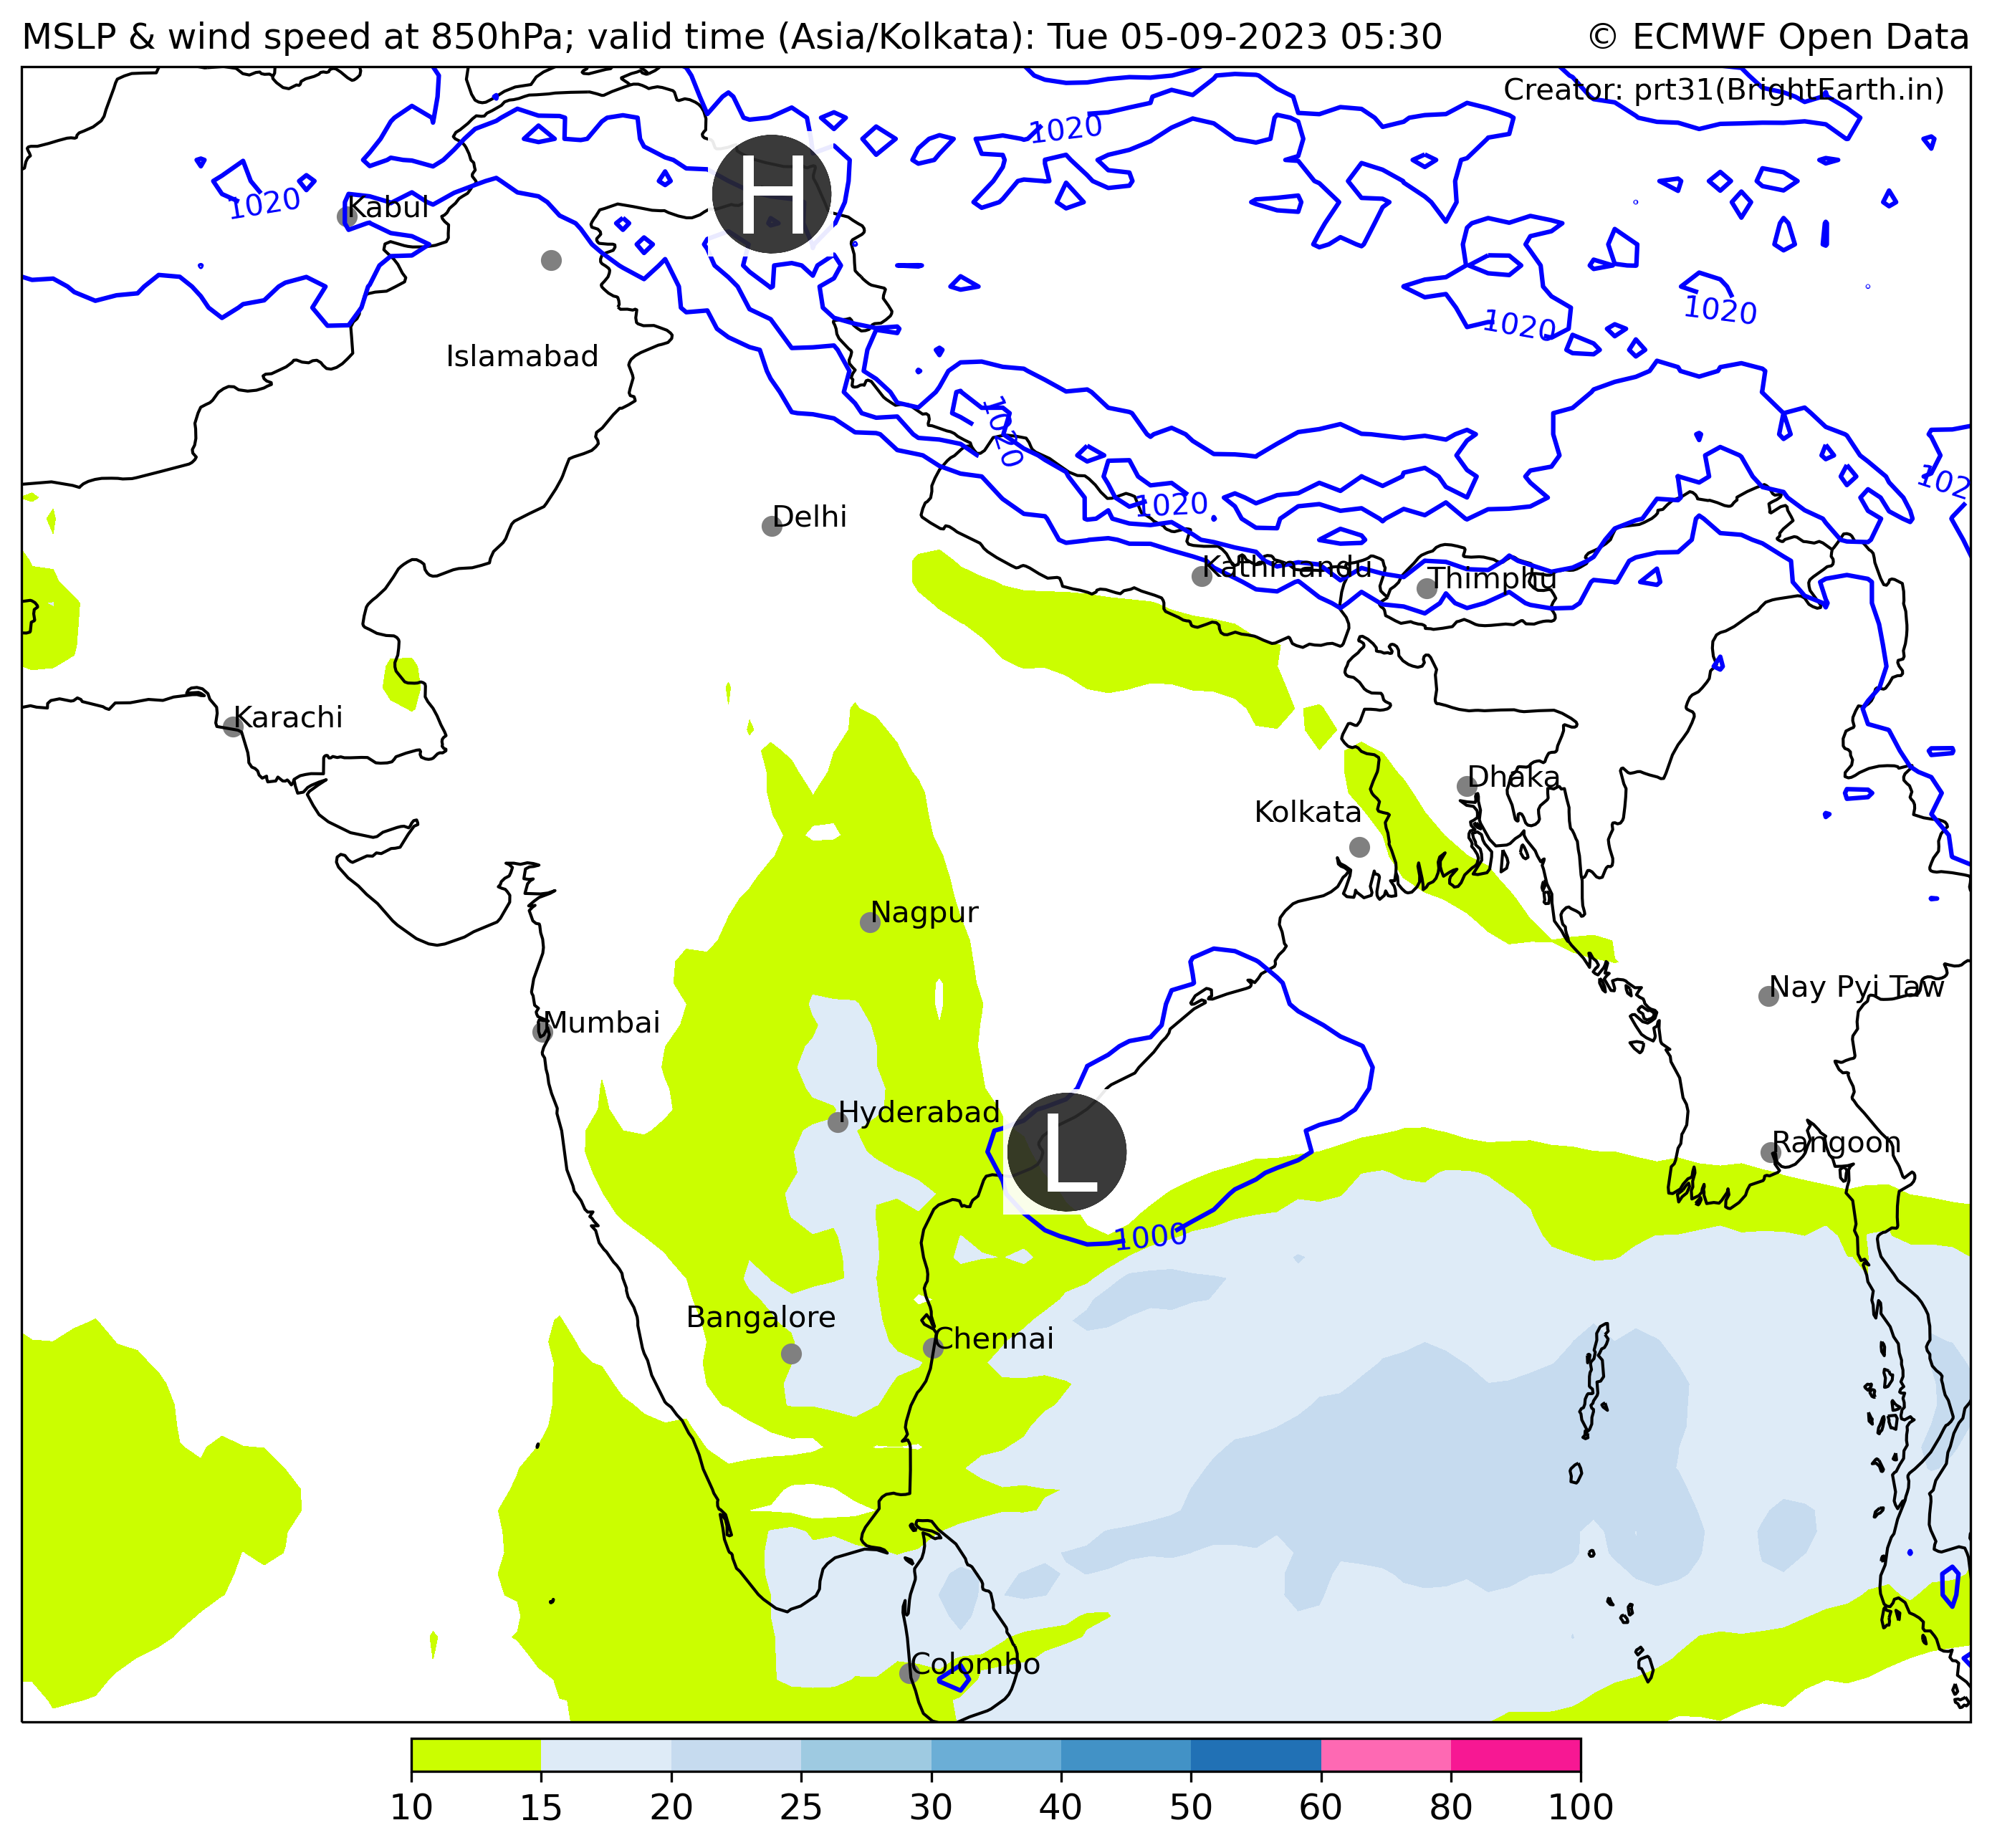 MSLP & wind speed at 850hPa; valid time (Asia/Kolkata): Tue 05-09-2023 05:30
© ECMWF Open Data
Creator: prt31(BrightEarth.in)
1020
H
1020
Kabul
1020
1020
Islamabad
1020
102
1020
Delhi
Kathmandu
Thimphu
Karachi
Dhaka
Kolkata
Nagpur
Nay Pyi Taw
Mumbai
Hyderabad
L
Rangoon
1000
Bangalore
Chennai
Colombo
10 15 20 25 30 40 50 60 80 100